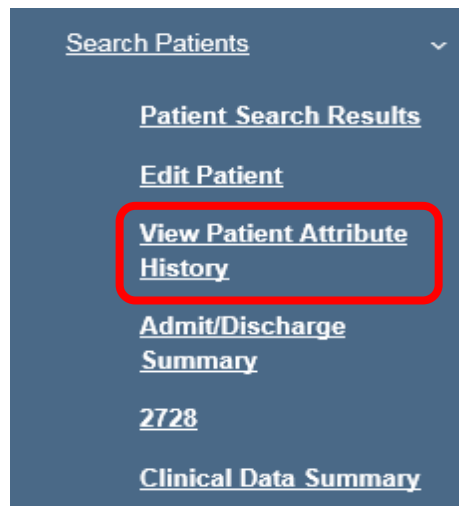 Search Patients
Patient Search Results
Edit Patient
View Patient Attribute
History
Admit/Discharge
Summary
2728
Clinical Data Summary